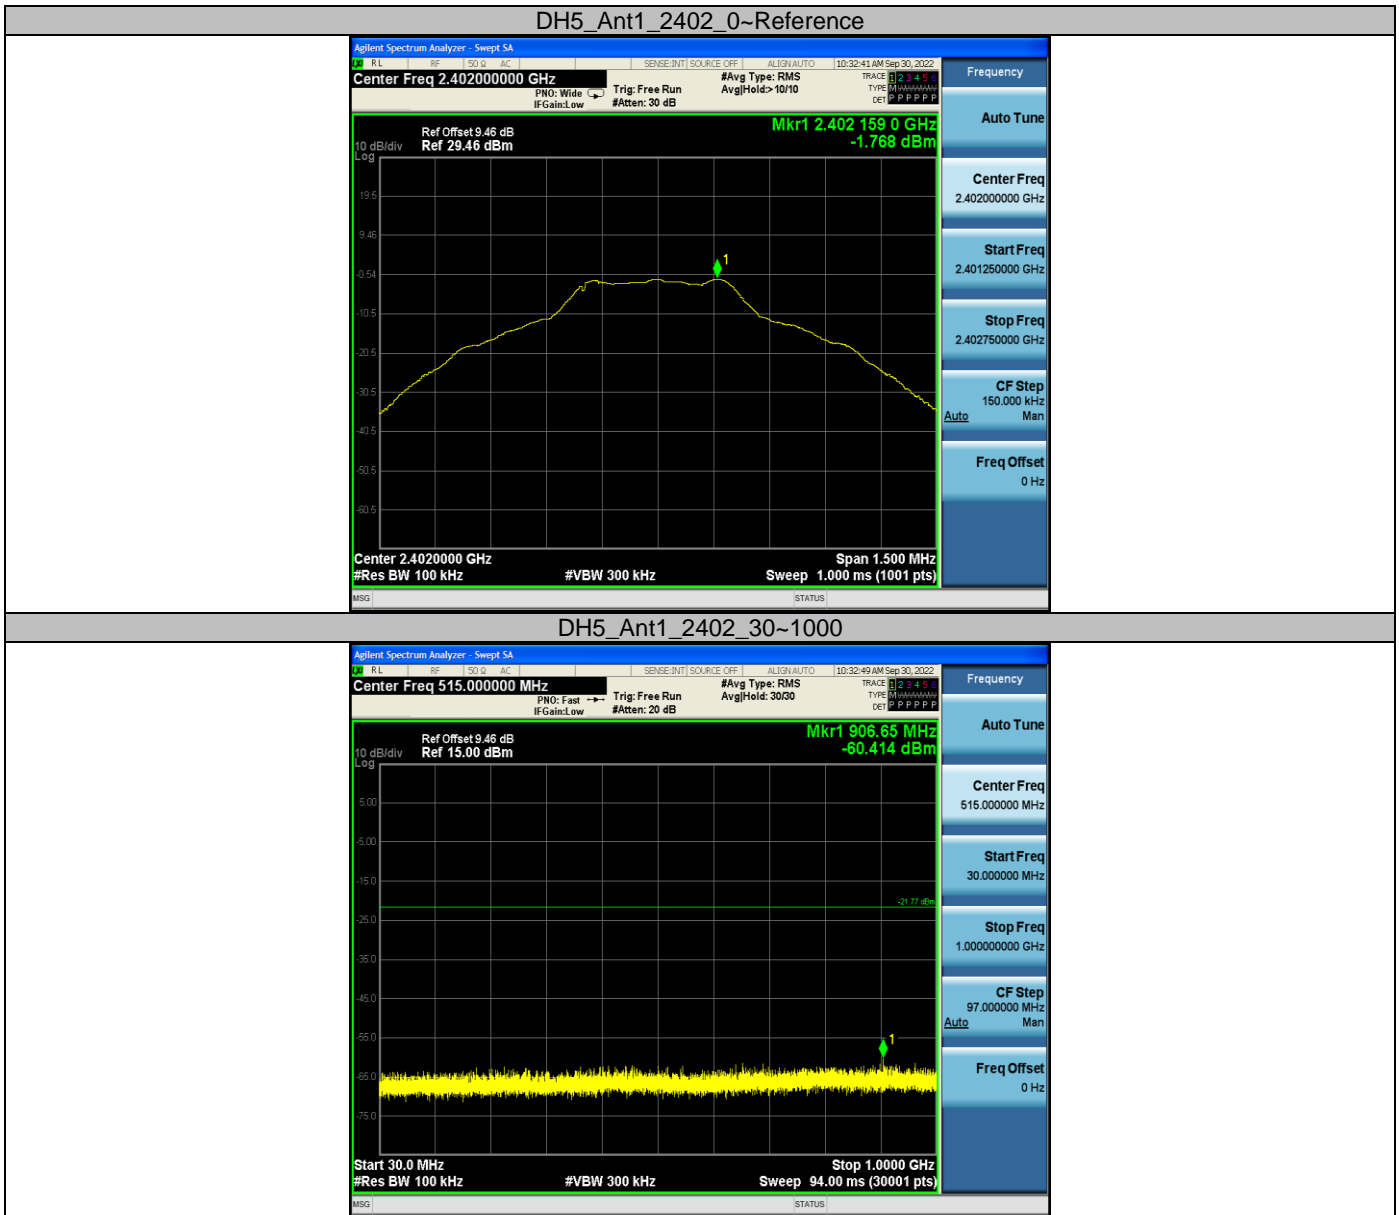 DH5_Ant1_2402_0~Reference
Agilent Spectrum Analyzer - Swept SA
RL RF 50 Ω AC SENSE:INT SOURCE OFF ALIGNAUTO 10:32:41 AM Sep 30, 2022
Center Freq 2.402000000 GHz
PNO: Wide
IFGain:Low
Trig: Free Run
#Atten: 30 dB
#Avg Type: RMS
Avg|Hold:>10/10
TRACE 1 2 3 4 5 6
TYPE M
DET P P P P P P
Mkr1 2.402 159 0 GHz
-1.768 dBm
Ref Offset 9.46 dB
10 dB/div Ref 29.46 dBm
Log
19.5
9.46
-0.54
-10.5
-20.5
-30.5
-40.5
-50.5
-60.5
1
Center 2.4020000 GHz Span 1.500 MHz
#Res BW 100 kHz #VBW 300 kHz Sweep 1.000 ms (1001 pts)
MSG STATUS
Frequency
Auto Tune
Center Freq
2.402000000 GHz
Start Freq
2.401250000 GHz
Stop Freq
2.402750000 GHz
CF Step
150.000 kHz
Auto Man
Freq Offset
0 Hz
DH5_Ant1_2402_30~1000
Agilent Spectrum Analyzer - Swept SA
RL RF 50 Ω AC SENSE:INT SOURCE OFF ALIGNAUTO 10:32:49 AM Sep 30, 2022
Center Freq 515.000000 MHz
PNO: Fast
IFGain:Low
Trig: Free Run
#Atten: 20 dB
#Avg Type: RMS
Avg|Hold: 30/30
TRACE 1 2 3 4 5 6
TYPE M
DET P P P P P P
Mkr1 906.65 MHz
-60.414 dBm
Ref Offset 9.46 dB
10 dB/div Ref 15.00 dBm
Log
5.00
-5.00
-15.0
-21.77 dBm
-25.0
-35.0
-45.0
-55.0
-65.0
-75.0
1
Start 30.0 MHz Stop 1.0000 GHz
#Res BW 100 kHz #VBW 300 kHz Sweep 94.00 ms (30001 pts)
MSG STATUS
Frequency
Auto Tune
Center Freq
515.000000 MHz
Start Freq
30.000000 MHz
Stop Freq
1.000000000 GHz
CF Step
97.000000 MHz
Auto Man
Freq Offset
0 Hz